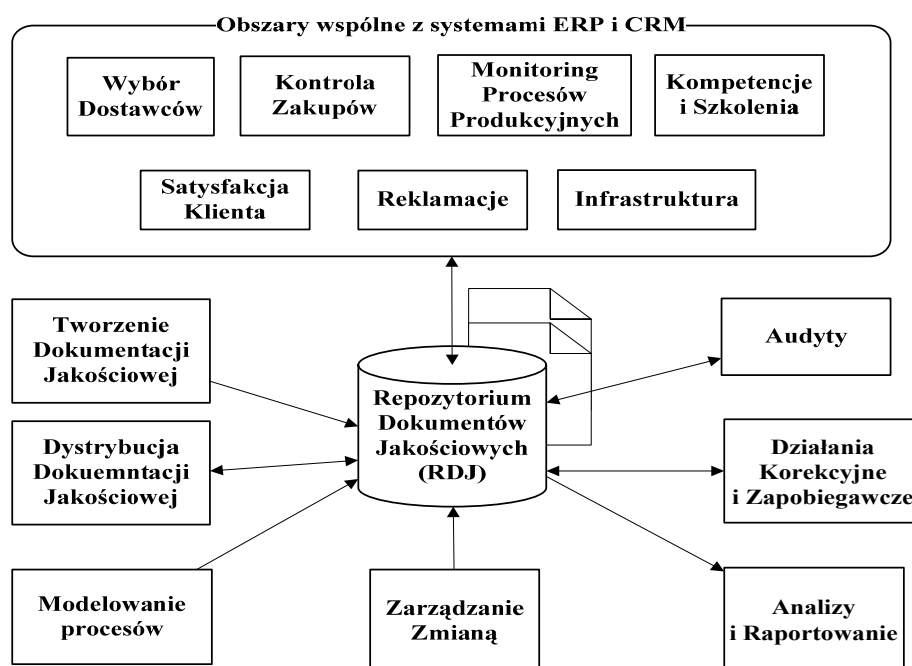 Obszary wspólne z systemami ERP i CRM
Wybór
Dostawców
Kontrola
Zakupów
Monitoring
Procesów
Produkcyjnych
Kompetencje
i Szkolenia
Satysfakcja
Klienta
Reklamacje
Infrastruktura
Tworzenie
Dokumentacji
Jakościowej
Audyty
Repozytorium
Dokumentów
Jakościowych
(RDJ)
Dystrybucja
Dokuemntacji
Jakościowej
Działania
Korekcyjne
i Zapobiegawcze
Modelowanie
procesów
Zarządzanie
Zmianą
Analizy
i Raportowanie